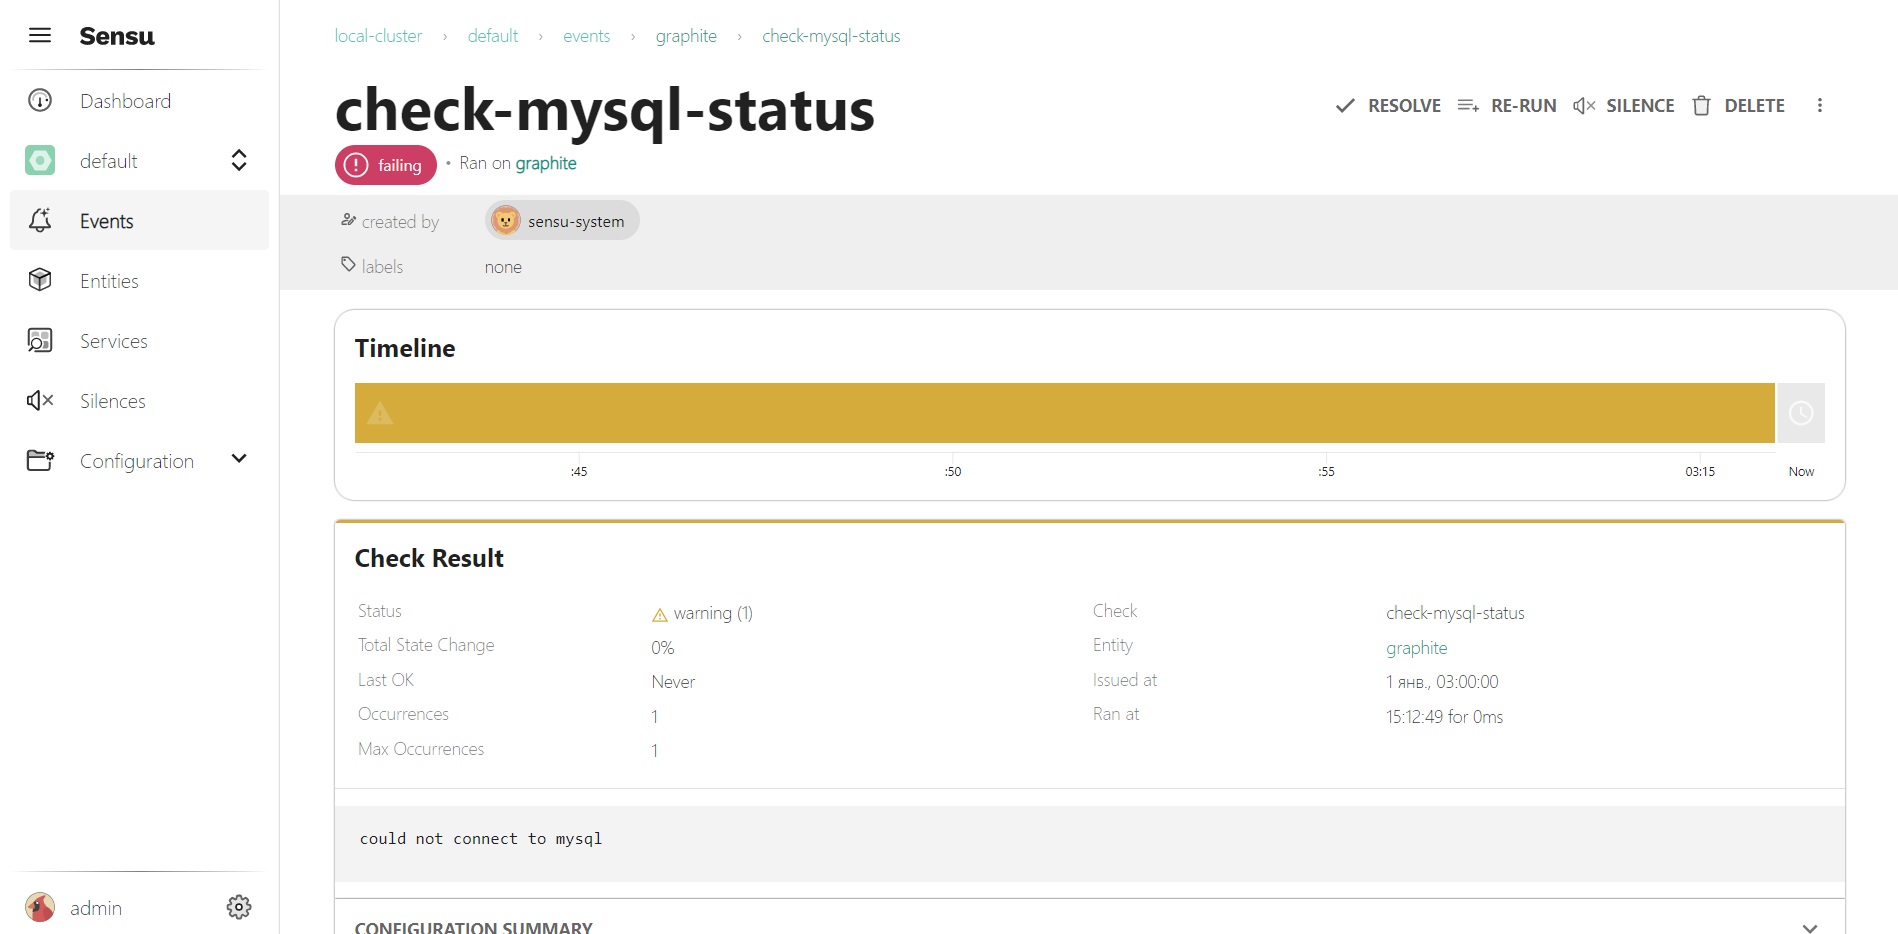 Sensu
Dashboard
default
Events
Entities
Services
Silences
Configuration
admin
local-cluster › default › events › graphite › check-mysql-status
check-mysql-status
RESOLVE RE-RUN SILENCE DELETE
failing • Ran on graphite
created by sensu-system
labels none
Timeline
:45 :50 :55 03:15 Now
Check Result
Status warning (1)
Total State Change 0%
Last OK Never
Occurrences 1
Max Occurrences 1
Check check-mysql-status
Entity graphite
Issued at 1 янв., 03:00:00
Ran at 15:12:49 for 0ms
could not connect to mysql
CONFIGURATION SUMMARY